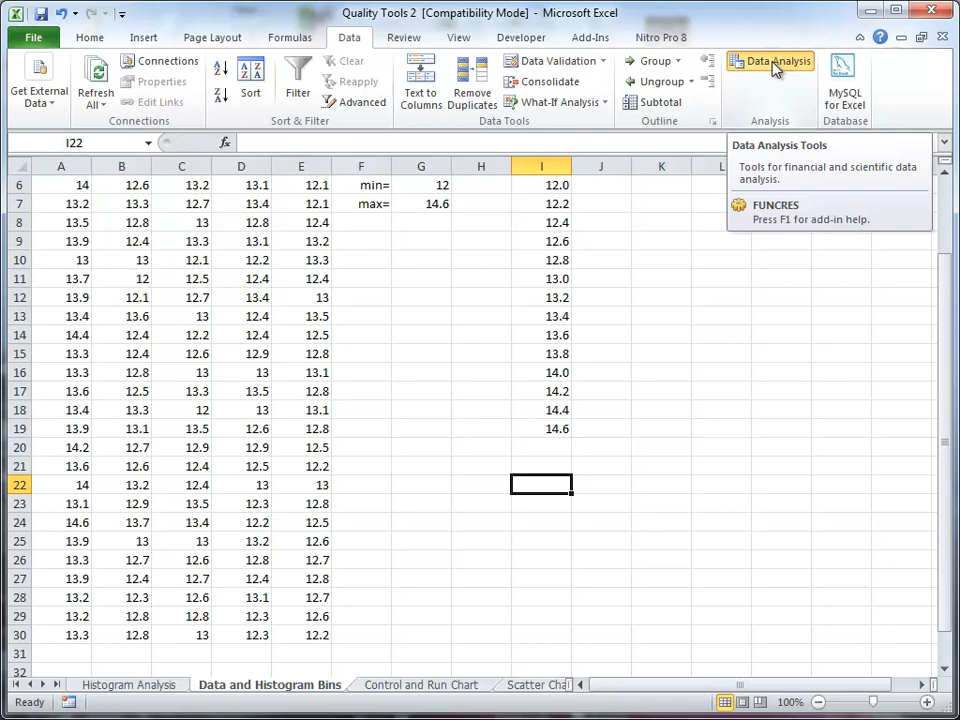 Quality Tools 2 [Compatibility Mode] - Microsoft Excel
File Home Insert Page Layout Formulas Data Review View Developer Add-Ins Nitro Pro 8
Get External Data
Refresh All
Connections
Properties
Edit Links
Connections
Sort
Filter
Clear
Reapply
Advanced
Sort & Filter
Text to Columns
Remove Duplicates
Data Validation
Consolidate
What-If Analysis
Data Tools
Group
Ungroup
Subtotal
Outline
Data Analysis
Analysis
MySQL for Excel
Database
I22 fx
Data Analysis Tools
Tools for financial and scientific data
analysis.
FUNCRES
Press F1 for add-in help.
A B C D E F G H I J K L
6 14 12.6 13.2 13.1 12.1 min= 12 12.0
7 13.2 13.3 12.7 13.4 12.1 max= 14.6 12.2
8 13.5 12.8 13 12.8 12.4 12.4
9 13.9 12.4 13.3 13.1 13.2 12.6
10 13 13 12.1 12.2 13.3 12.8
11 13.7 12 12.5 12.4 12.4 13.0
12 13.9 12.1 12.7 13.4 13 13.2
13 13.4 13.6 13 12.4 13.5 13.4
14 14.4 12.4 12.2 12.4 12.5 13.6
15 13.3 12.4 12.6 12.9 12.8 13.8
16 13.3 12.8 13 13 13.1 14.0
17 13.6 12.5 13.3 13.5 12.8 14.2
18 13.4 13.3 12 13 13.1 14.4
19 13.9 13.1 13.5 12.6 12.8 14.6
20 14.2 12.7 12.9 12.9 12.5
21 13.6 12.6 12.4 12.5 12.2
22 14 13.2 12.4 13 13
23 13.1 12.9 13.5 12.3 12.8
24 14.6 13.7 13.4 12.2 12.5
25 13.9 13 13 13.2 12.6
26 13.3 12.7 12.6 12.8 12.7
27 13.9 12.4 12.7 12.4 12.8
28 13.2 12.3 12.6 13.1 12.7
29 13.2 12.8 12.8 12.3 12.6
30 13.3 12.8 13 12.3 12.2
31
32
Histogram Analysis Data and Histogram Bins Control and Run Chart Scatter Cha
Ready 100%